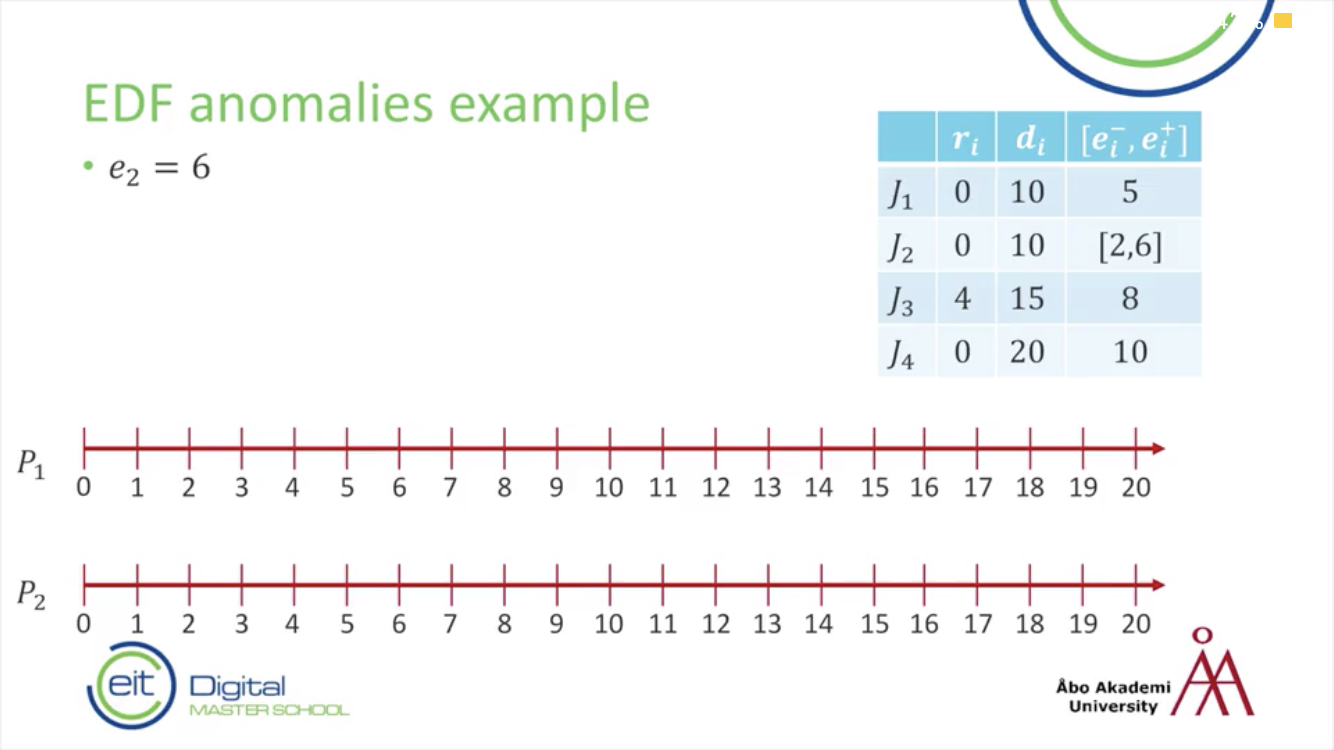 EDF anomalies example
• e₂ = 6
rᵢ dᵢ [eᵢ⁻, eᵢ⁺]
J₁ 0 10 5
J₂ 0 10 [2,6]
J₃ 4 15 8
J₄ 0 20 10
P₁
0 1 2 3 4 5 6 7 8 9 10 11 12 13 14 15 16 17 18 19 20
P₂
0 1 2 3 4 5 6 7 8 9 10 11 12 13 14 15 16 17 18 19 20
eit Digital
MASTER SCHOOL
Åbo Akademi
University